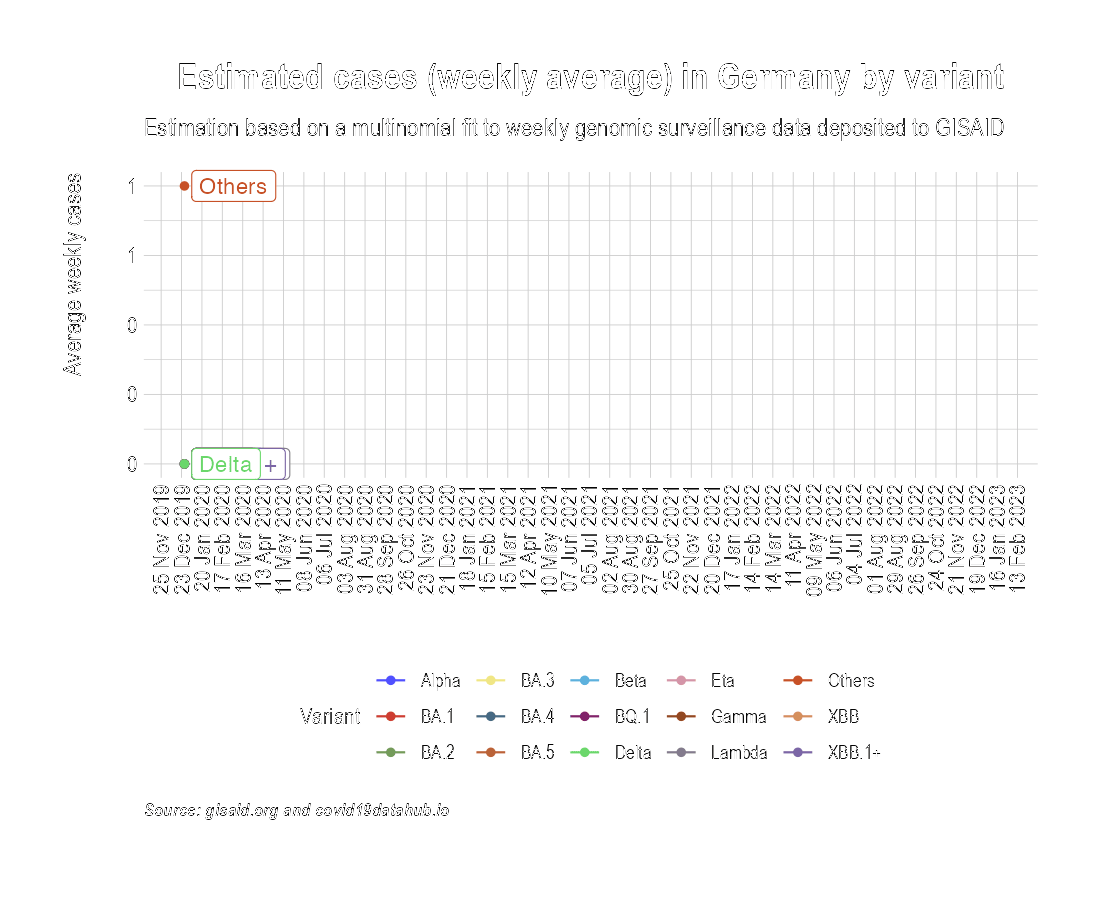 Estimated cases (weekly average) in Germany by variant
Estimation based on a multinomial fit to weekly genomic surveillance data deposited to GISAID
Average weekly cases
1
Others
1
0
0
0
Delta
+
25 Nov 2019
23 Dec 2019
20 Jan 2020
17 Feb 2020
16 Mar 2020
13 Apr 2020
11 May 2020
08 Jun 2020
06 Jul 2020
03 Aug 2020
31 Aug 2020
28 Sep 2020
26 Oct 2020
23 Nov 2020
21 Dec 2020
18 Jan 2021
15 Feb 2021
15 Mar 2021
12 Apr 2021
10 May 2021
07 Jun 2021
05 Jul 2021
02 Aug 2021
30 Aug 2021
27 Sep 2021
25 Oct 2021
22 Nov 2021
20 Dec 2021
17 Jan 2022
14 Feb 2022
14 Mar 2022
11 Apr 2022
09 May 2022
06 Jun 2022
04 Jul 2022
01 Aug 2022
29 Aug 2022
26 Sep 2022
24 Oct 2022
21 Nov 2022
19 Dec 2022
16 Jan 2023
13 Feb 2023
Variant
Alpha
BA.3
Beta
Eta
Others
BA.1
BA.4
BQ.1
Gamma
XBB
BA.2
BA.5
Delta
Lambda
XBB.1+
Source: gisaid.org and covid19datahub.io